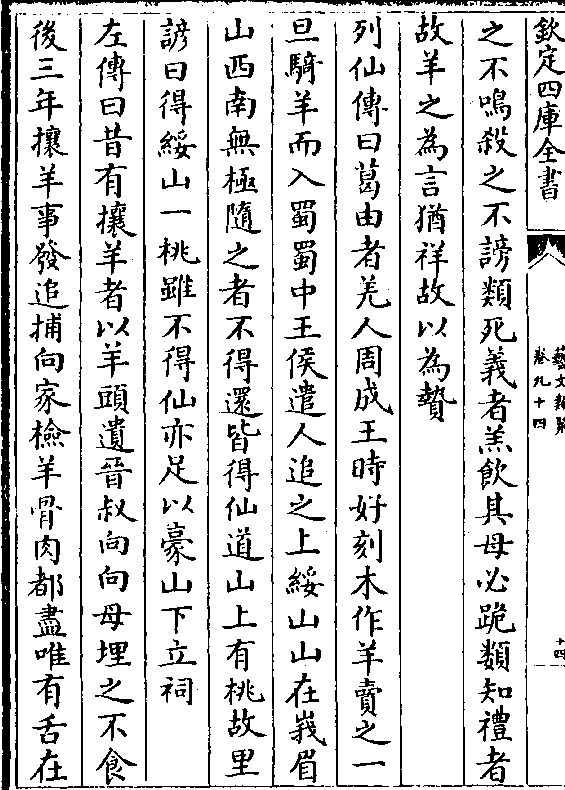 欽定四庫全書
藝文類聚
卷九十四
十四
之不鳴殺之不謗類死義者羔飲其母必跪類知禮者
故羊之為言猶祥故以為贄
列仙傳曰葛由者羌人周成王時好刻木作羊賣之一
旦騎羊而入蜀蜀中王侯遣人追之上綏山山在峩眉
山西南無極隨之者不得還皆得仙道山上有桃故里
諺曰得綏山一桃雖不得仙亦足以豪山下立祠
左傳曰昔有攘羊者以羊頭遺晉叔向向母埋之不食
後三年攘羊事發追捕向家檢羊骨肉都盡唯有舌在